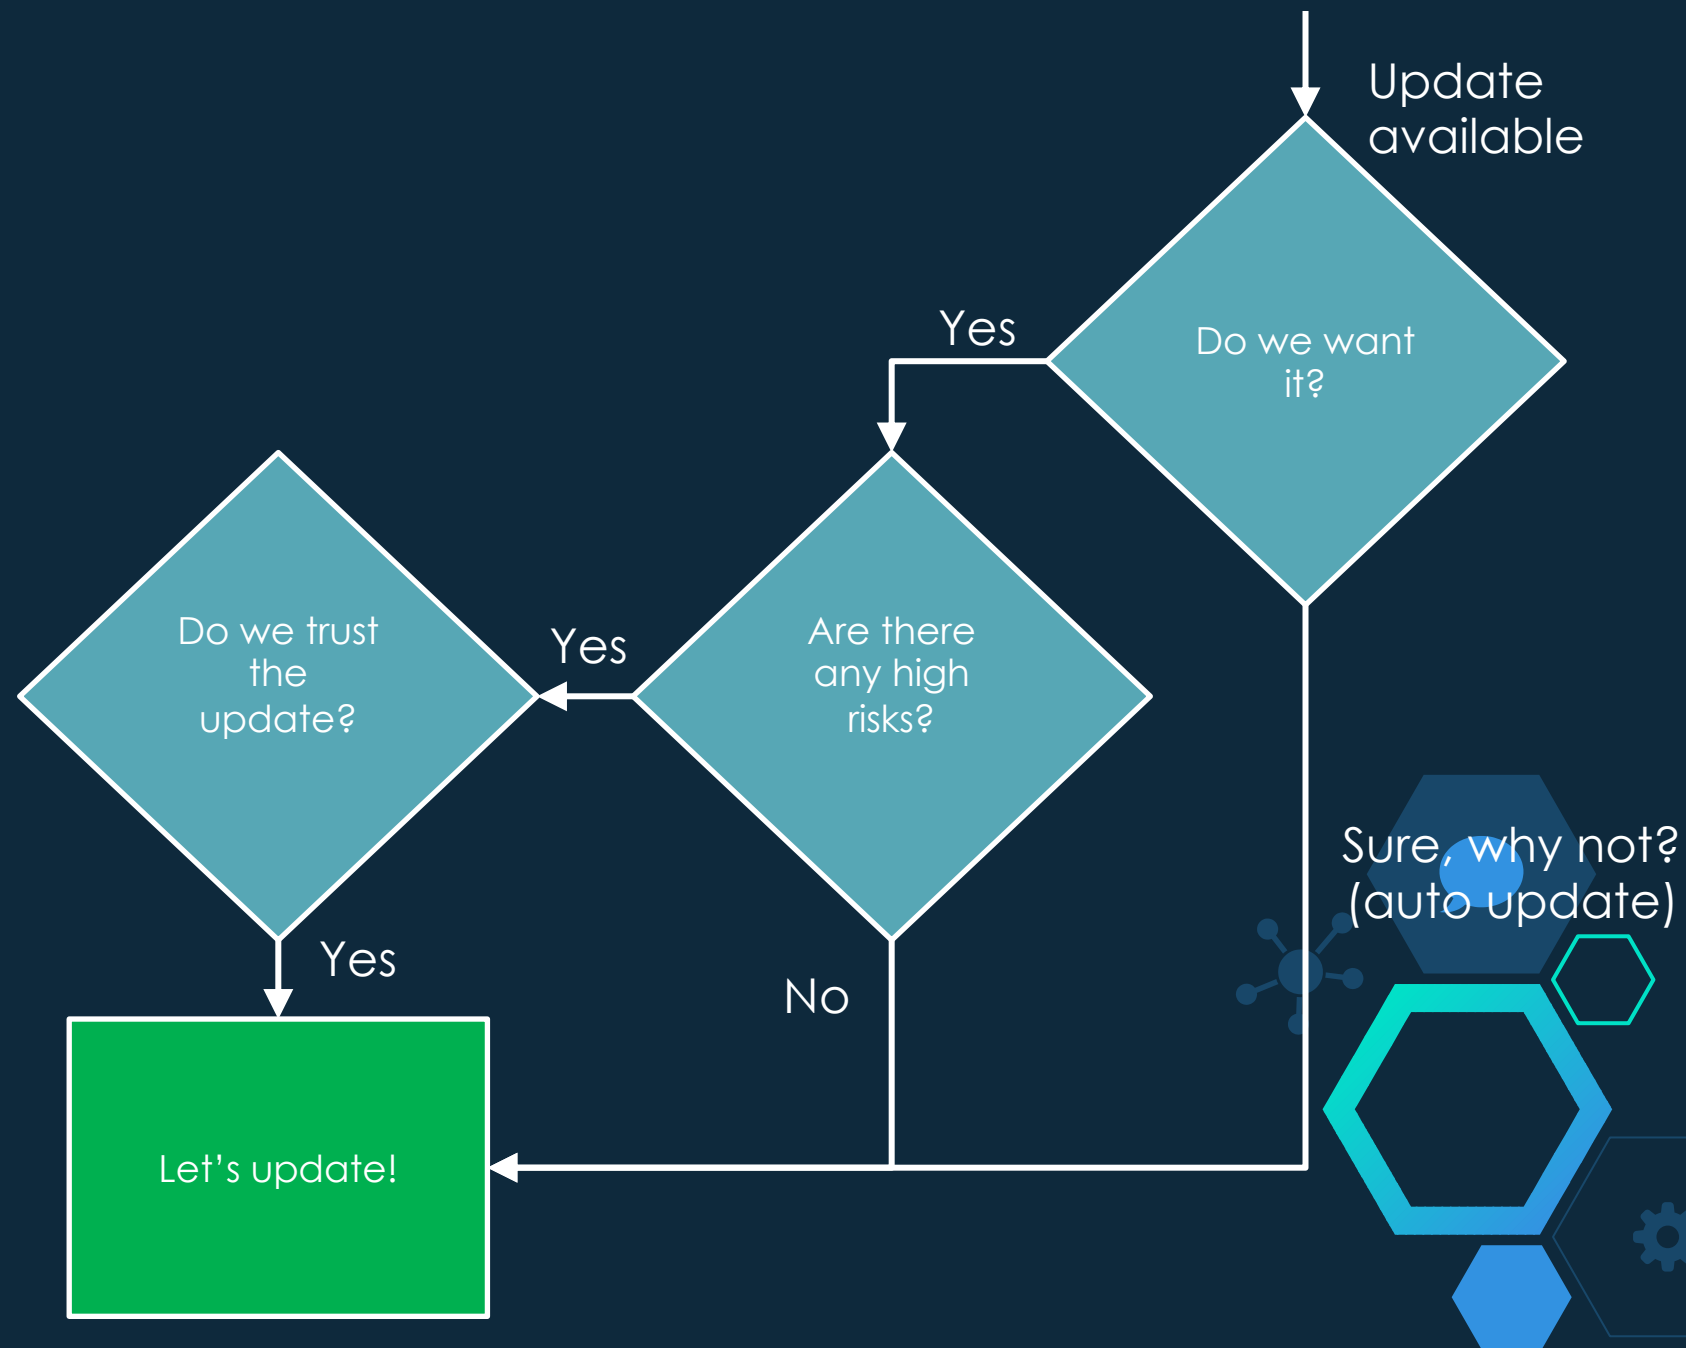 Update
available
Do we want
it?
Yes
Are there
any high
risks?
Yes
Do we trust
the
update?
Yes
No
Sure, why not?
(auto update)
Let's update!